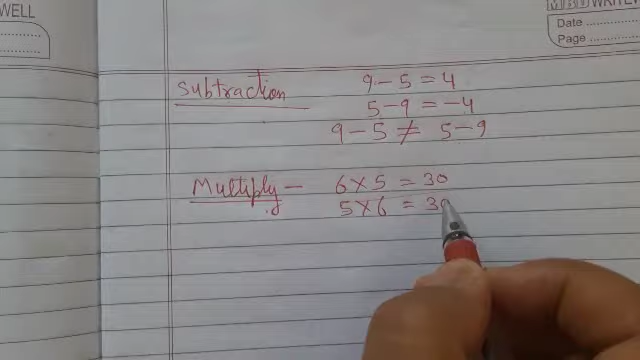 WELL
Date ..............
Page ..............
Subtraction 9 - 5 = 4
5 - 9 = -4
9 - 5 ≠ 5 - 9
Multiply - 6 × 5 = 30
5 × 6 = 30